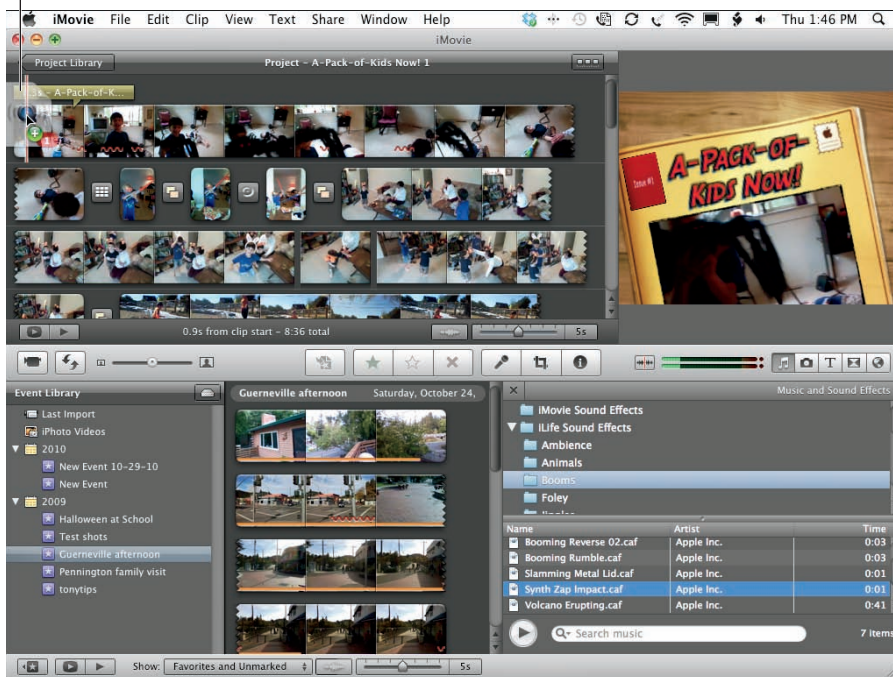 iMovie File Edit Clip View Text Share Window Help Thu 1:46 PM
iMovie
Project Library Project - A-Pack-of-Kids Now! 1
- A-Pack-of-K...
1
Issue #1
A-PACK-OF-
KIDS NOW!
0.9s from clip start - 8:36 total 5s
Event Library
Last Import
iPhoto Videos
2010
New Event 10-29-10
New Event
2009
Halloween at School
Test shots
Guerneville afternoon
Pennington family visit
tonytips
Guerneville afternoon Saturday, October 24,
Music and Sound Effects
iMovie Sound Effects
iLife Sound Effects
Ambience
Animals
Booms
Foley
Name Artist Time
Booming Reverse 02.caf Apple Inc. 0:03
Booming Rumble.caf Apple Inc. 0:03
Slamming Metal Lid.caf Apple Inc. 0:01
Synth Zap Impact.caf Apple Inc. 0:01
Volcano Erupting.caf Apple Inc. 0:41
Search music 7 items
Show: Favorites and Unmarked 5s